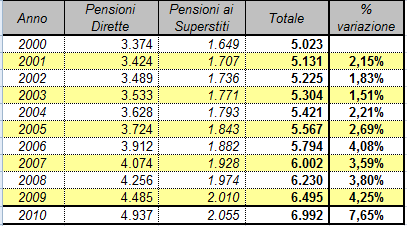 Anno Pensioni Dirette Pensioni ai Superstiti Totale % variazione
2000 3.374 1.649 5.023
2001 3.424 1.707 5.131 2,15%
2002 3.489 1.736 5.225 1,83%
2003 3.533 1.771 5.304 1,51%
2004 3.628 1.793 5.421 2,21%
2005 3.724 1.843 5.567 2,69%
2006 3.912 1.882 5.794 4,08%
2007 4.074 1.928 6.002 3,59%
2008 4.256 1.974 6.230 3,80%
2009 4.485 2.010 6.495 4,25%
2010 4.937 2.055 6.992 7,65%